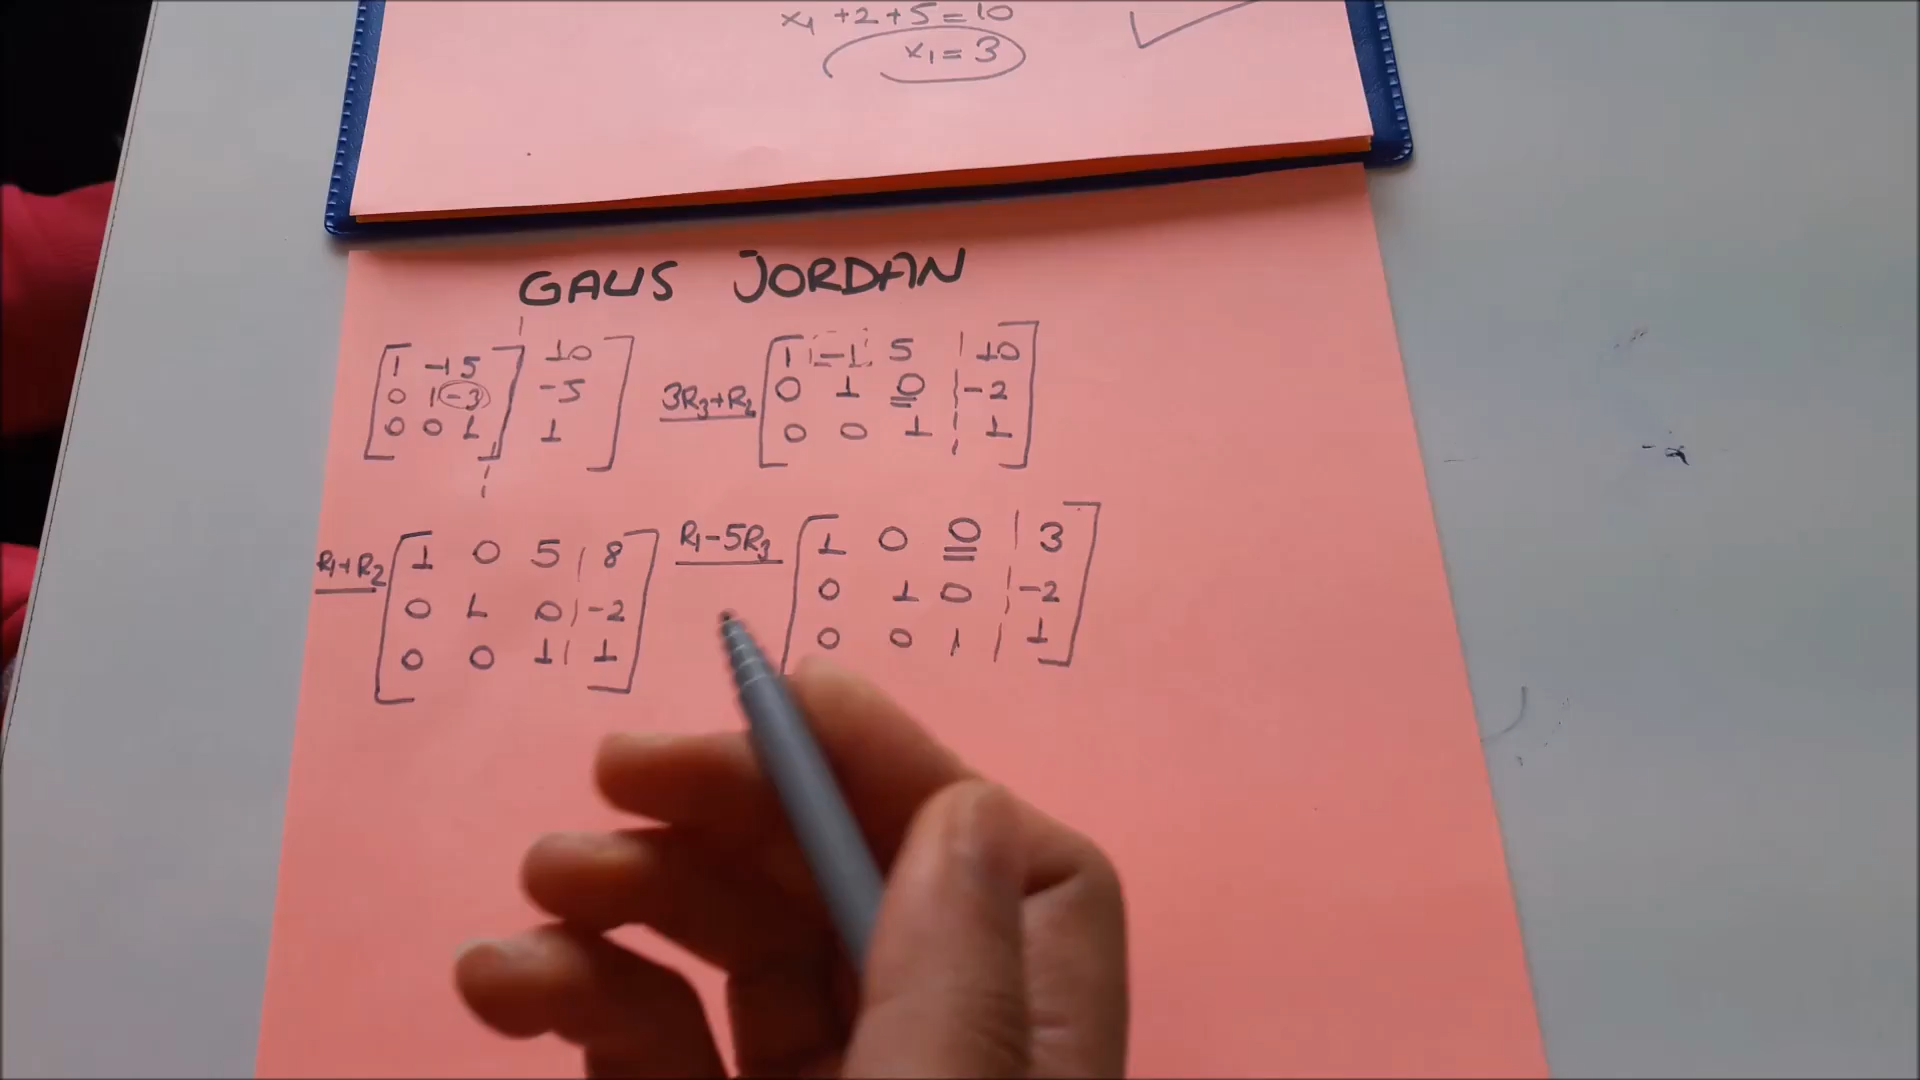 x₁ +2+5=10
x₁ = 3
GAUS JORDAN
1 -1 5 | 10
0 1 -3 | -5
0 0 1 | 1
3R₃+R₂
1 -1 5 | 10
0 1 0 | -2
0 0 1 | 1
R₁+R₂
1 0 5 | 8
0 1 0 | -2
0 0 1 | 1
R₁-5R₃
1 0 0 | 3
0 1 0 | -2
0 0 1 | 1